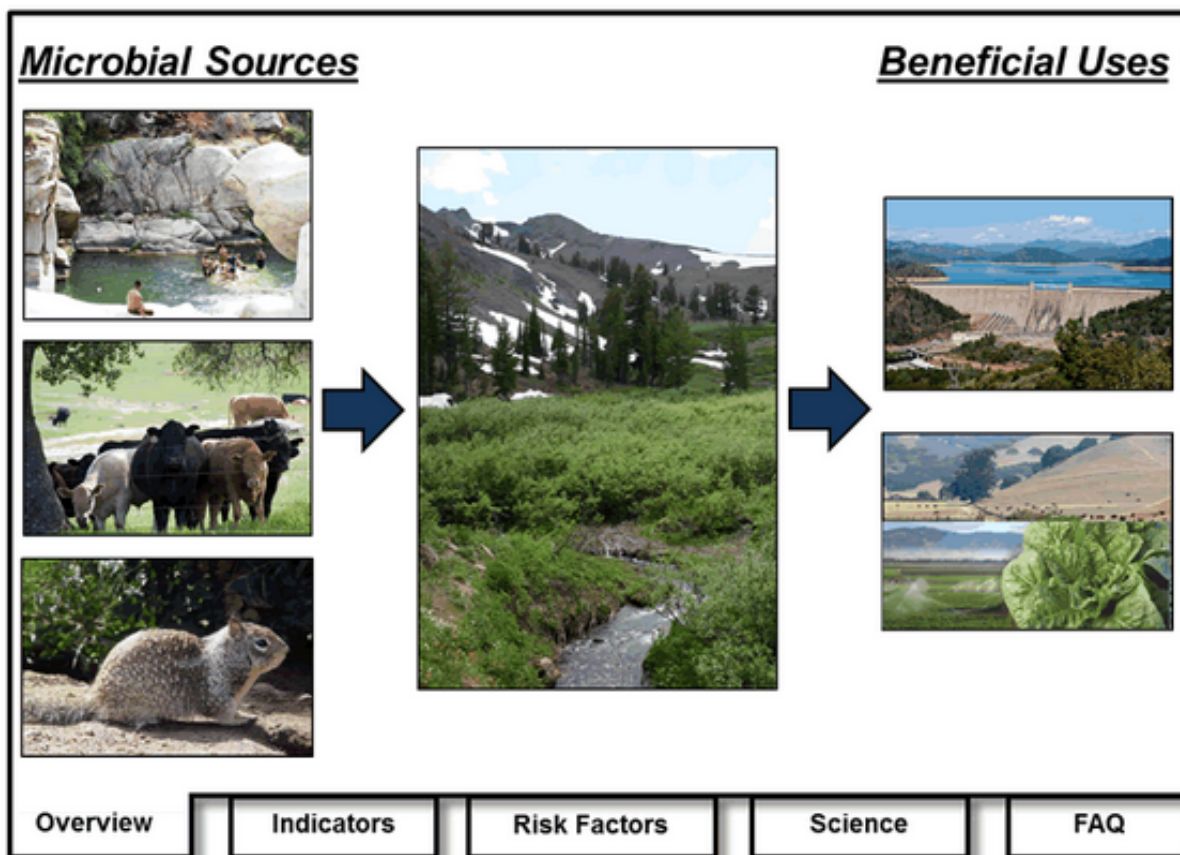 Microbial Sources
Beneficial Uses
Overview
Indicators
Risk Factors
Science
FAQ